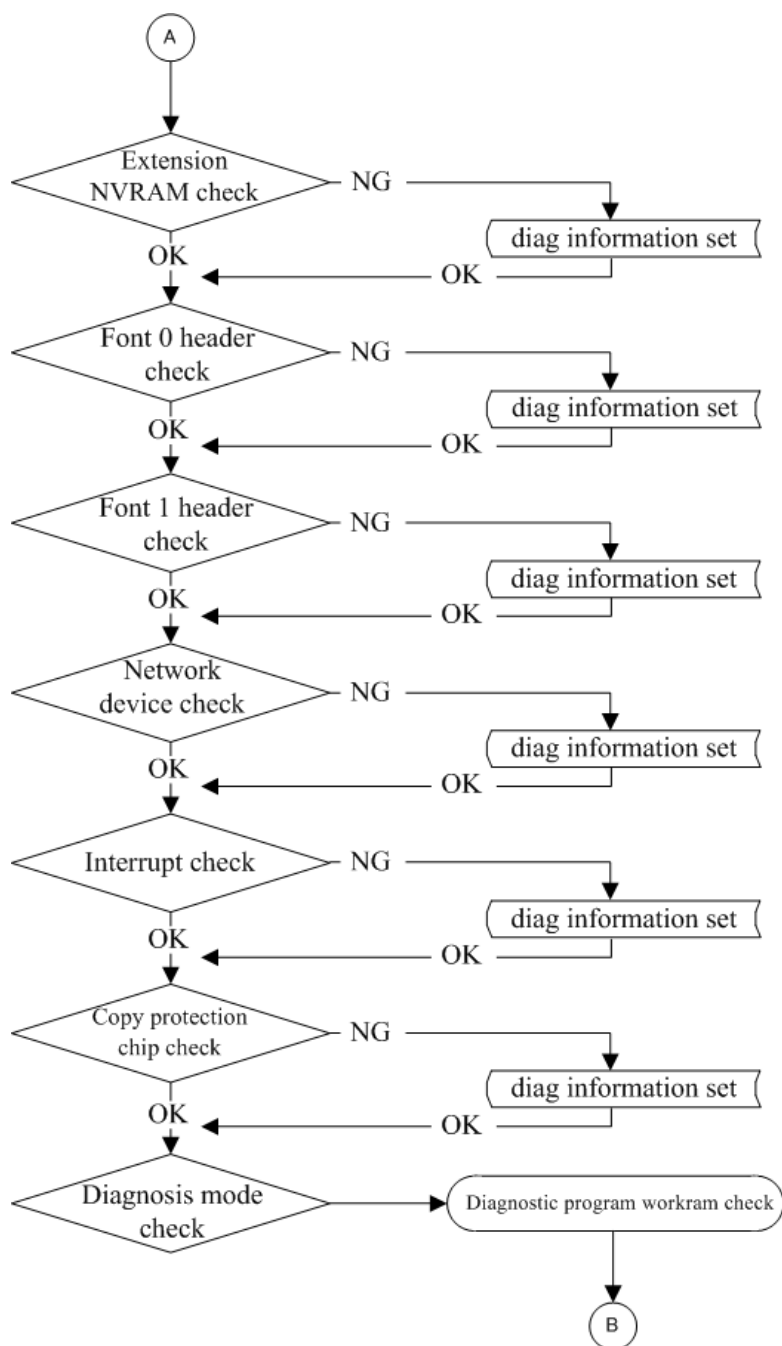 A
Extension
NVRAM check
NG
diag information set
OK
OK
Font 0 header
check
NG
diag information set
OK
OK
Font 1 header
check
NG
diag information set
OK
OK
Network
device check
NG
diag information set
OK
OK
Interrupt check
NG
diag information set
OK
OK
Copy protection
chip check
NG
diag information set
OK
OK
Diagnosis mode
check
Diagnostic program workram check
B